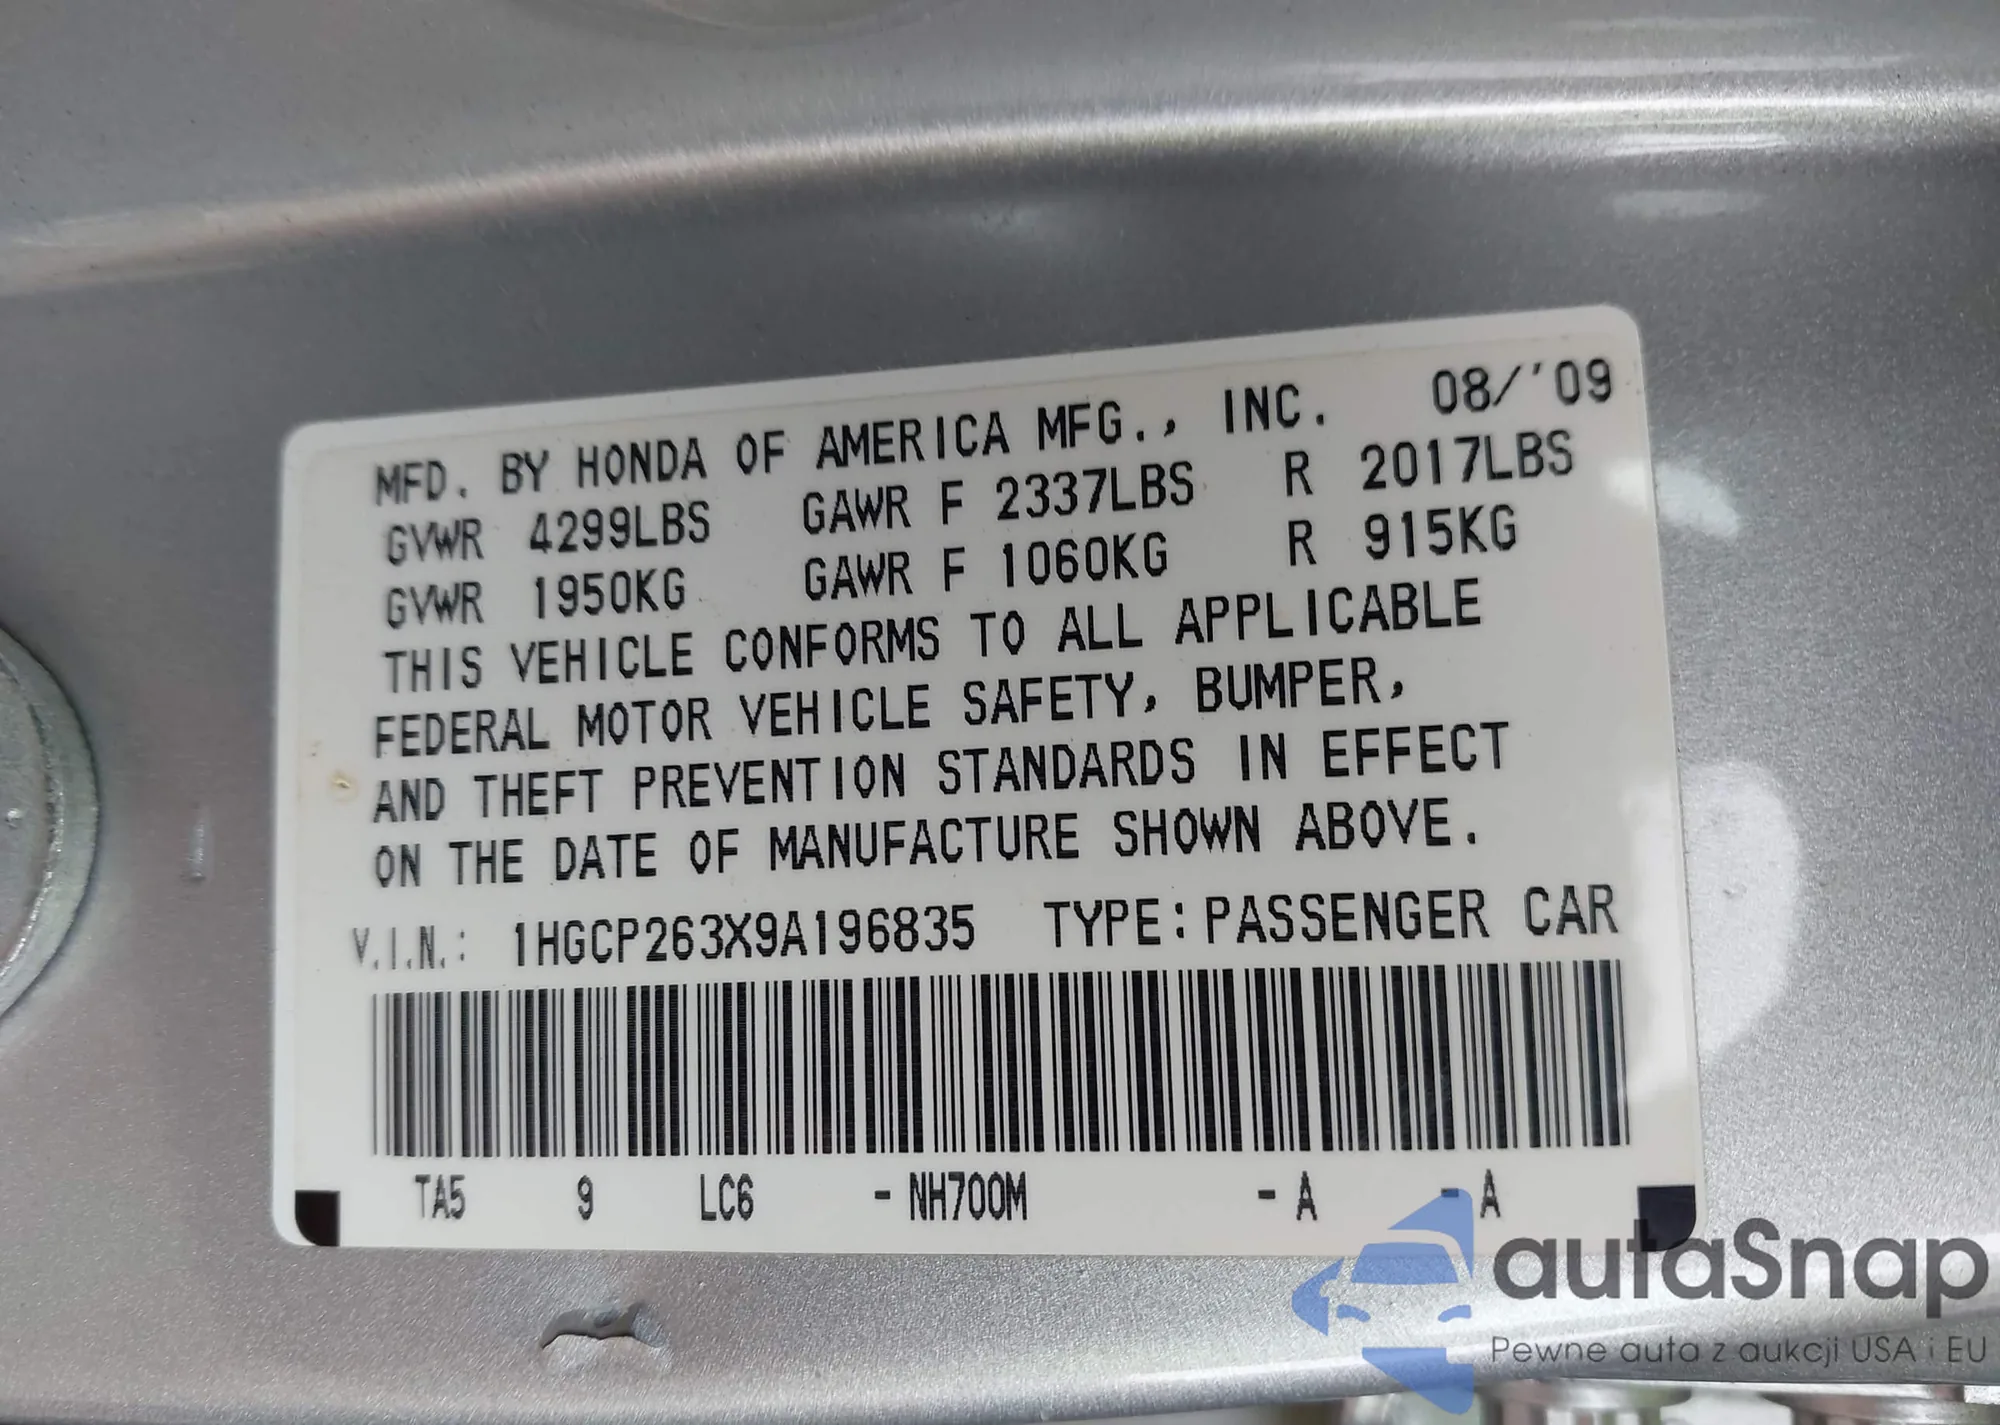 MFD. BY HONDA OF AMERICA MFG., INC. 08/'09
GVWR 4299LBS GAWR F 2337LBS R 2017LBS
GVWR 1950KG GAWR F 1060KG R 915KG
THIS VEHICLE CONFORMS TO ALL APPLICABLE
FEDERAL MOTOR VEHICLE SAFETY, BUMPER,
AND THEFT PREVENTION STANDARDS IN EFFECT
ON THE DATE OF MANUFACTURE SHOWN ABOVE.
V.I.N.: 1HGCP263X9A196835 TYPE: PASSENGER CAR
TA5 9 LC6 - NH700M - A - A
autaSnap
Pewne auta z aukcji USA i EU